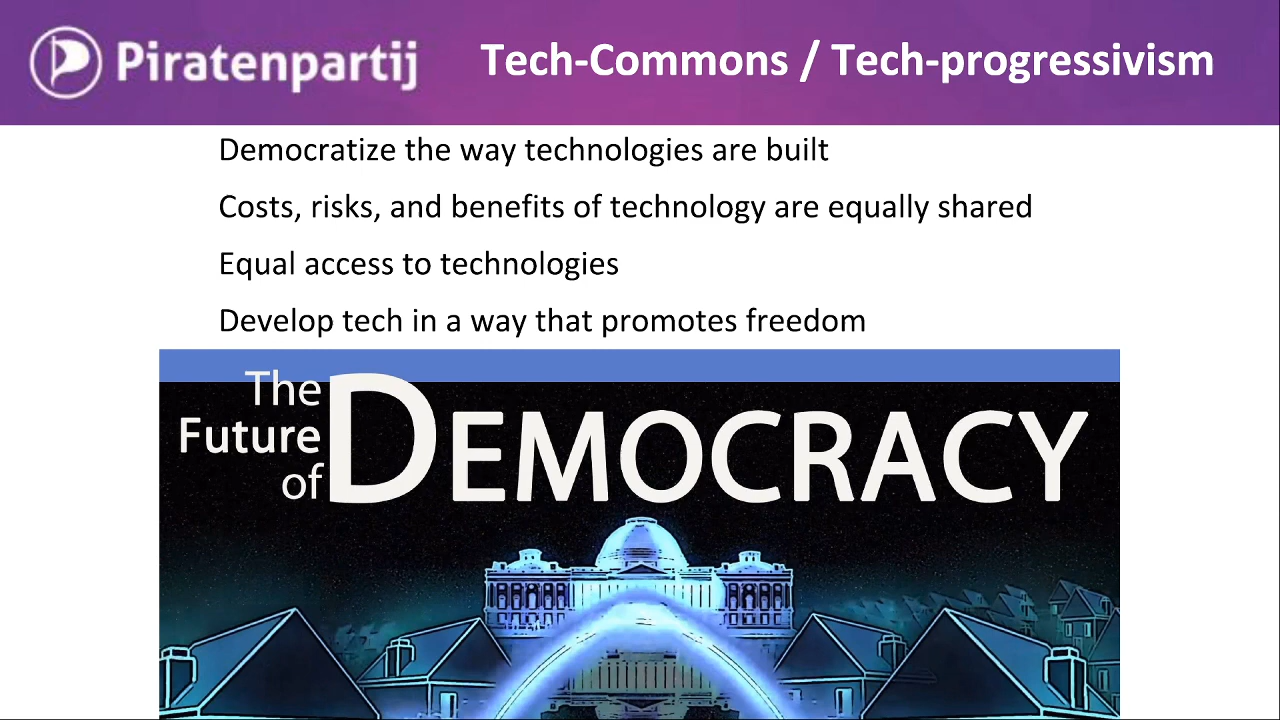 Piratenpartij
Tech-Commons / Tech-progressivism
Democratize the way technologies are built
Costs, risks, and benefits of technology are equally shared
Equal access to technologies
Develop tech in a way that promotes freedom
The
Future
of
DEMOCRACY